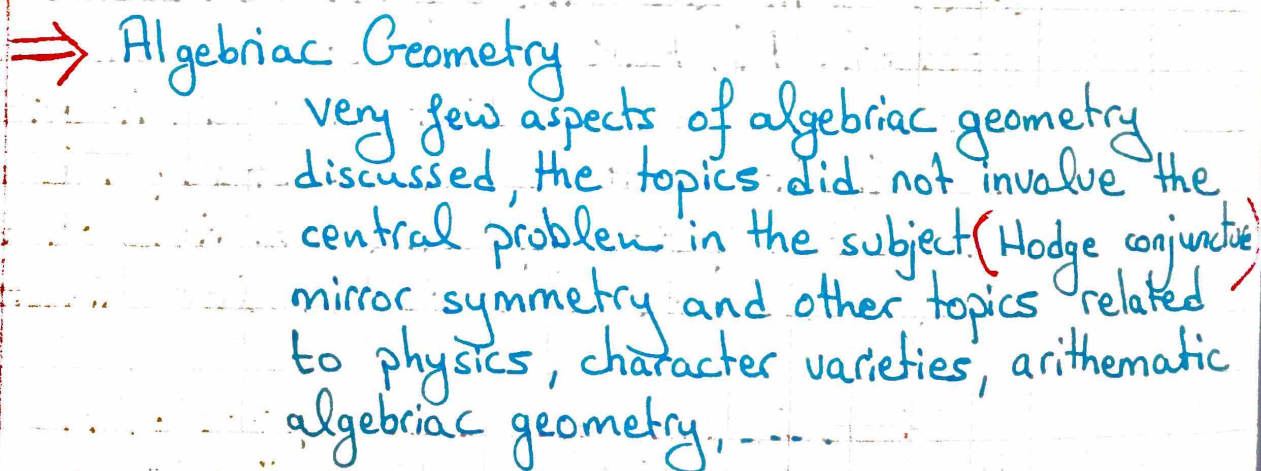 ⇒ Algebriac Geometry
very few aspects of algebriac geometry
discussed, the topics did not involve the
central problem in the subject (Hodge conjunctue)
mirror symmetry and other topics related
to physics, character varieties, arithematic
algebriac geometry, -----